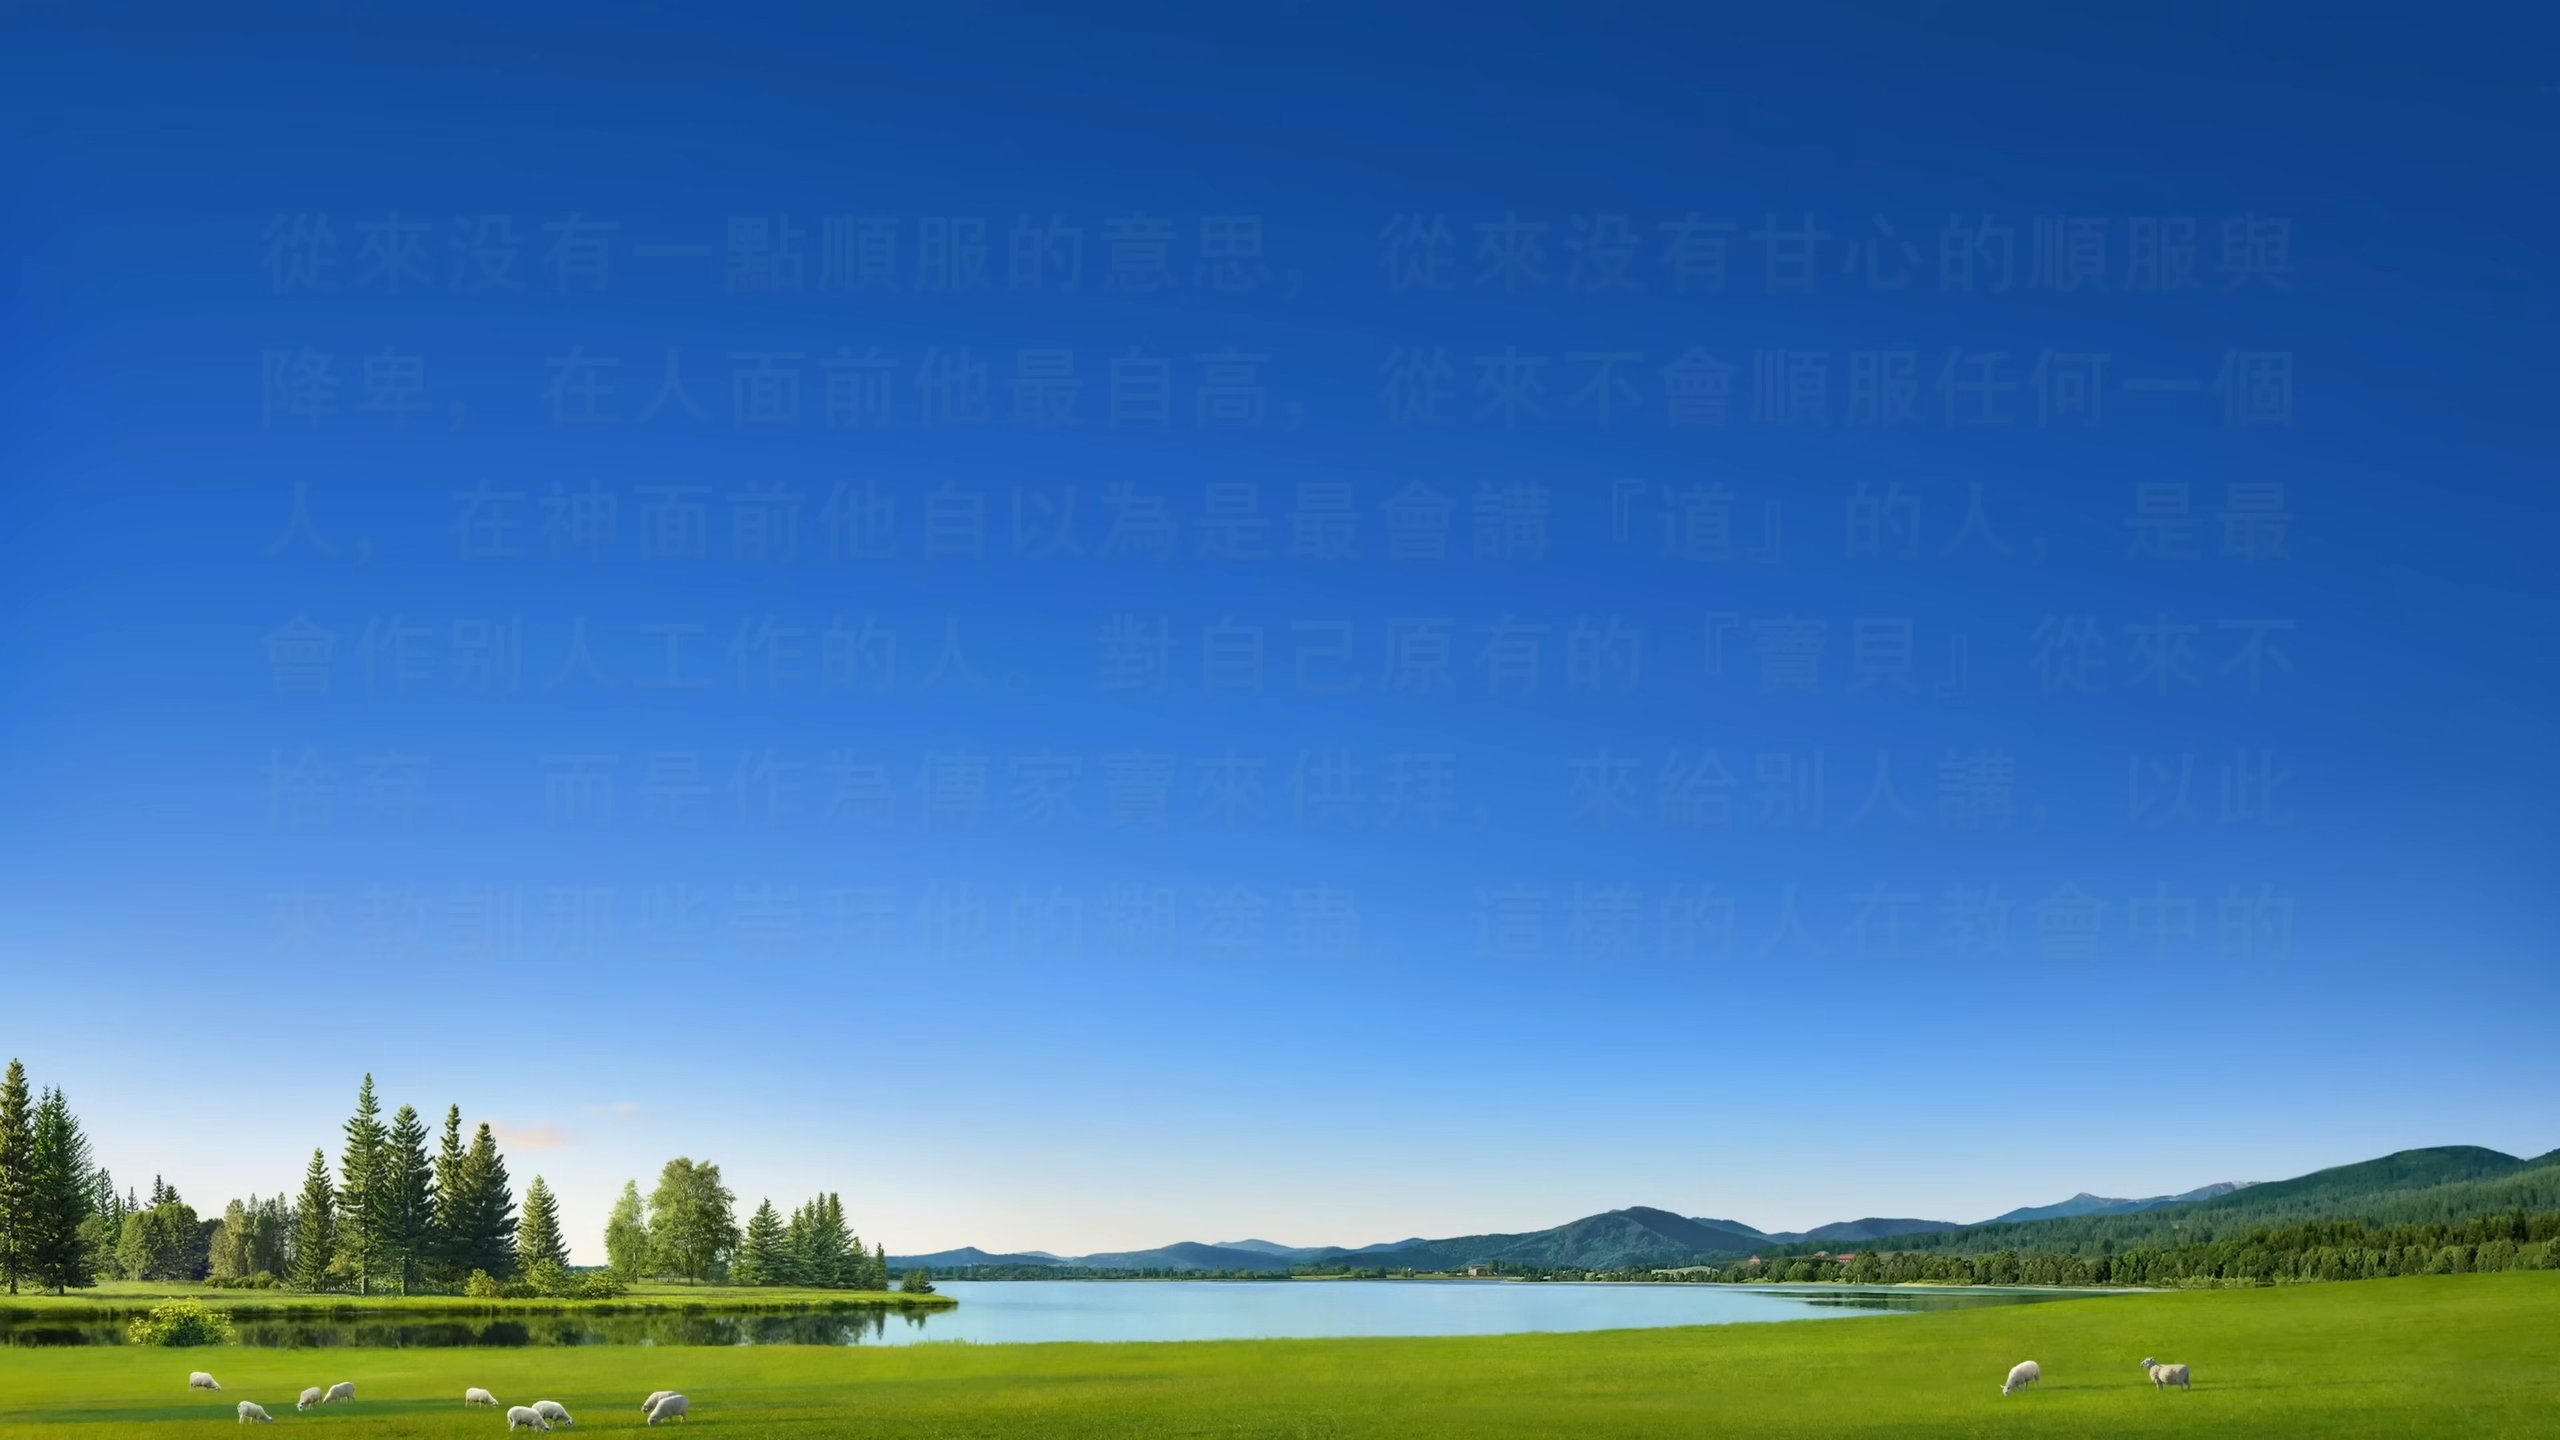 從來没有一點順服的意思，從來没有甘心的順服與
降卑，在人面前他最自高，從來不會順服任何一個
人，在神面前他自以為是最會講『道』的人，是最
會作别人工作的人。對自己原有的『寶貝』從來不
捨弃，而是作為傳家寶來供拜，來給别人講，以此
來教訓那些崇拜他的糊塗蟲。這樣的人在教會中的